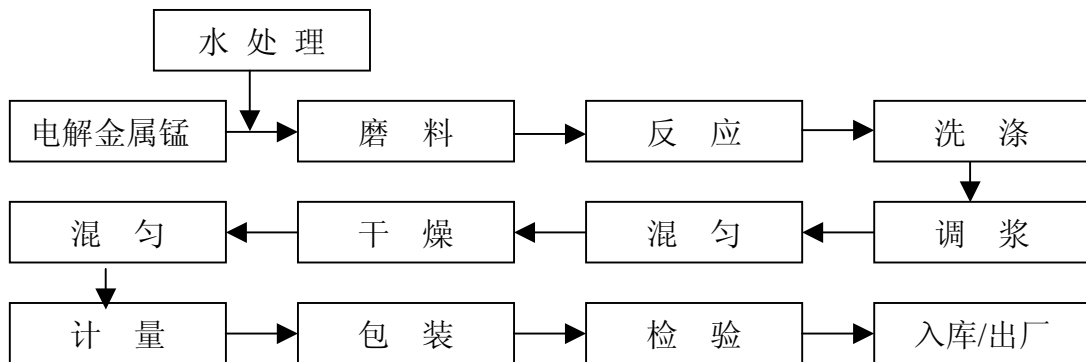 水 处 理
电解金属锰
磨 料
反 应
洗 涤
混 匀
干 燥
混 匀
调 浆
计 量
包 装
检 验
入库/出厂